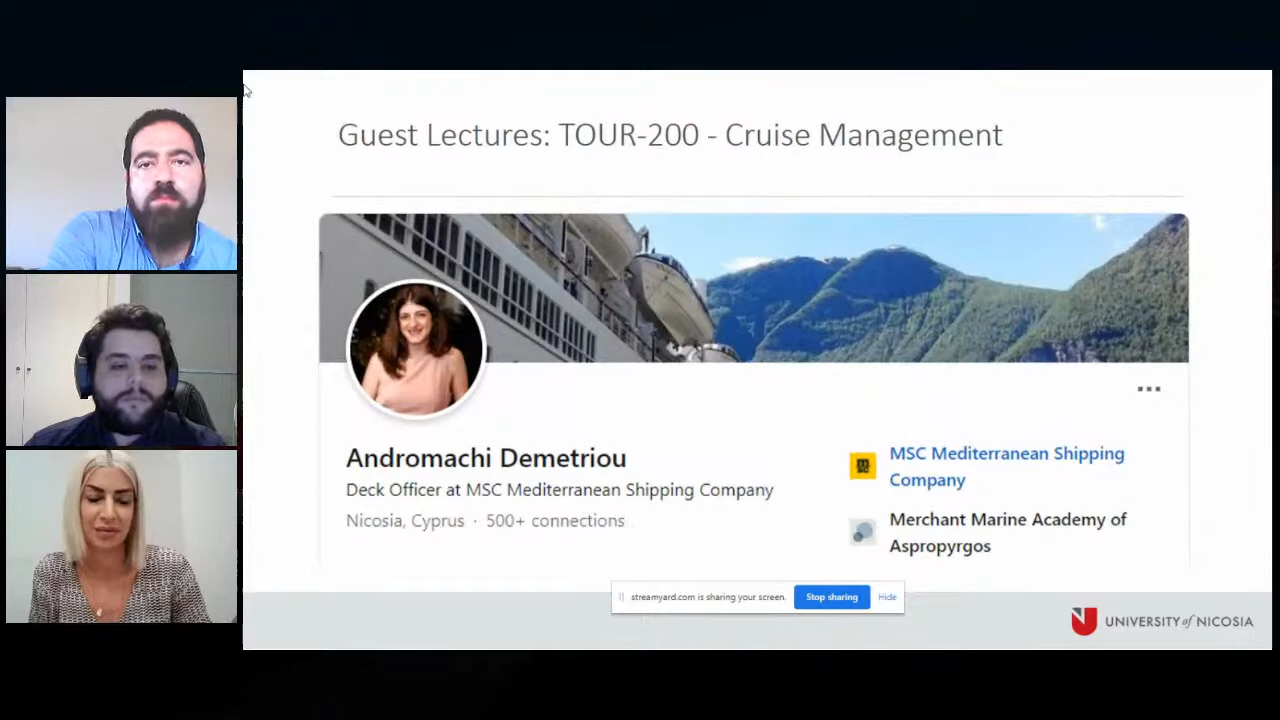 Guest Lectures: TOUR-200 - Cruise Management
Andromachi Demetriou
Deck Officer at MSC Mediterranean Shipping Company
Nicosia, Cyprus · 500+ connections
MSC Mediterranean Shipping
Company
Merchant Marine Academy of
Aspropyrgos
streamyard.com is sharing your screen.
Stop sharing
Hide
UNIVERSITY of NICOSIA